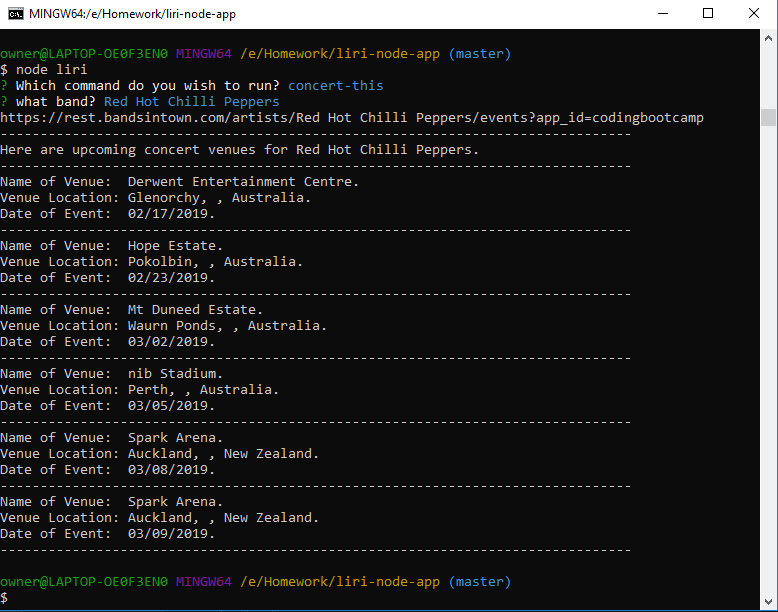 MINGW64:/e/Homework/liri-node-app
owner@LAPTOP-OE0F3EN0 MINGW64 /e/Homework/liri-node-app (master)
$ node liri
? Which command do you wish to run? concert-this
? what band? Red Hot Chilli Peppers
https://rest.bandsintown.com/artists/Red Hot Chilli Peppers/events?app_id=codingbootcamp
-------------------------------------------------------------------------------
Here are upcoming concert venues for Red Hot Chilli Peppers.
-------------------------------------------------------------------------------
Name of Venue:  Derwent Entertainment Centre.
Venue Location: Glenorchy, , Australia.
Date of Event:  02/17/2019.
-------------------------------------------------------------------------------
Name of Venue:  Hope Estate.
Venue Location: Pokolbin, , Australia.
Date of Event:  02/23/2019.
-------------------------------------------------------------------------------
Name of Venue:  Mt Duneed Estate.
Venue Location: Waurn Ponds, , Australia.
Date of Event:  03/02/2019.
-------------------------------------------------------------------------------
Name of Venue:  nib Stadium.
Venue Location: Perth, , Australia.
Date of Event:  03/05/2019.
-------------------------------------------------------------------------------
Name of Venue:  Spark Arena.
Venue Location: Auckland, , New Zealand.
Date of Event:  03/08/2019.
-------------------------------------------------------------------------------
Name of Venue:  Spark Arena.
Venue Location: Auckland, , New Zealand.
Date of Event:  03/09/2019.
-------------------------------------------------------------------------------
owner@LAPTOP-OE0F3EN0 MINGW64 /e/Homework/liri-node-app (master)
$